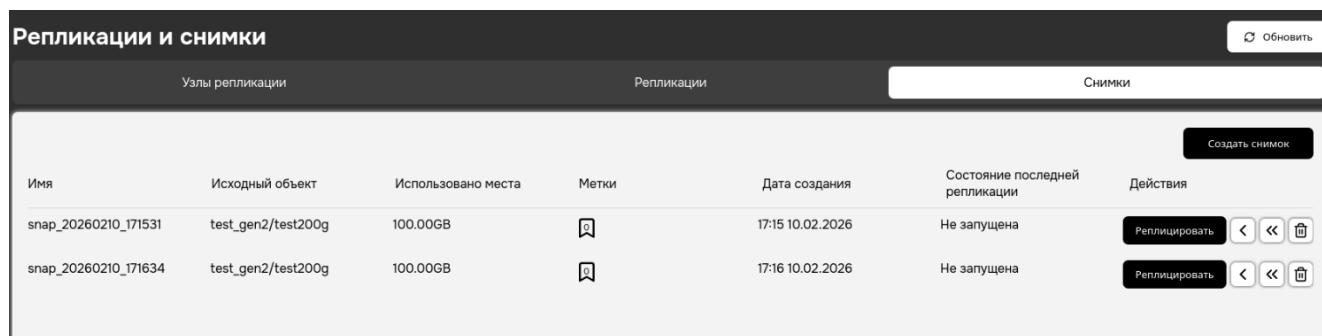 Репликации и снимки
Обновить
Узлы репликации Репликации Снимки
Создать снимок
Имя Исходный объект Использовано места Метки Дата создания Состояние последней репликации Действия
snap_20260210_171531 test_gen2/test200g 100.00GB 0 17:15 10.02.2026 Не запущена Реплицировать
snap_20260210_171634 test_gen2/test200g 100.00GB 0 17:16 10.02.2026 Не запущена Реплицировать